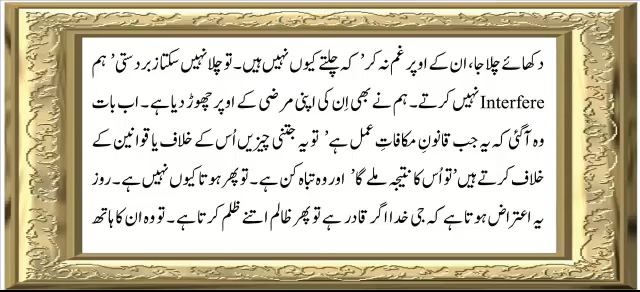 دکھائے چلا جا، ان کے اوپر غم نہ کر’ کہ چلتے کیوں نہیں ہیں۔ تو چلا نہیں سکتا زبردستی’ ہم
Interfere نہیں کرتے۔ ہم نے بھی اِن کی اپنی مرضی کے اوپر چھوڑ دیا ہے۔ اب بات
وہ آگئی کہ یہ جب قانونِ مکافاتِ عمل ہے’ تو یہ جتنی چیزیں اُس کے خلاف یا قوانین کے
خلاف کرتے ہیں’ تو اُس کا نتیجہ ملے گا’ اور وہ تباہ کن ہے۔ تو پھر ہوتا کیوں نہیں ہے۔ روز
یہ اعتراض ہوتا ہے کہ جی خدا اگر قادر ہے تو پھر ظالم اتنے ظلم کرتا ہے۔ تو وہ ان کا ہاتھ